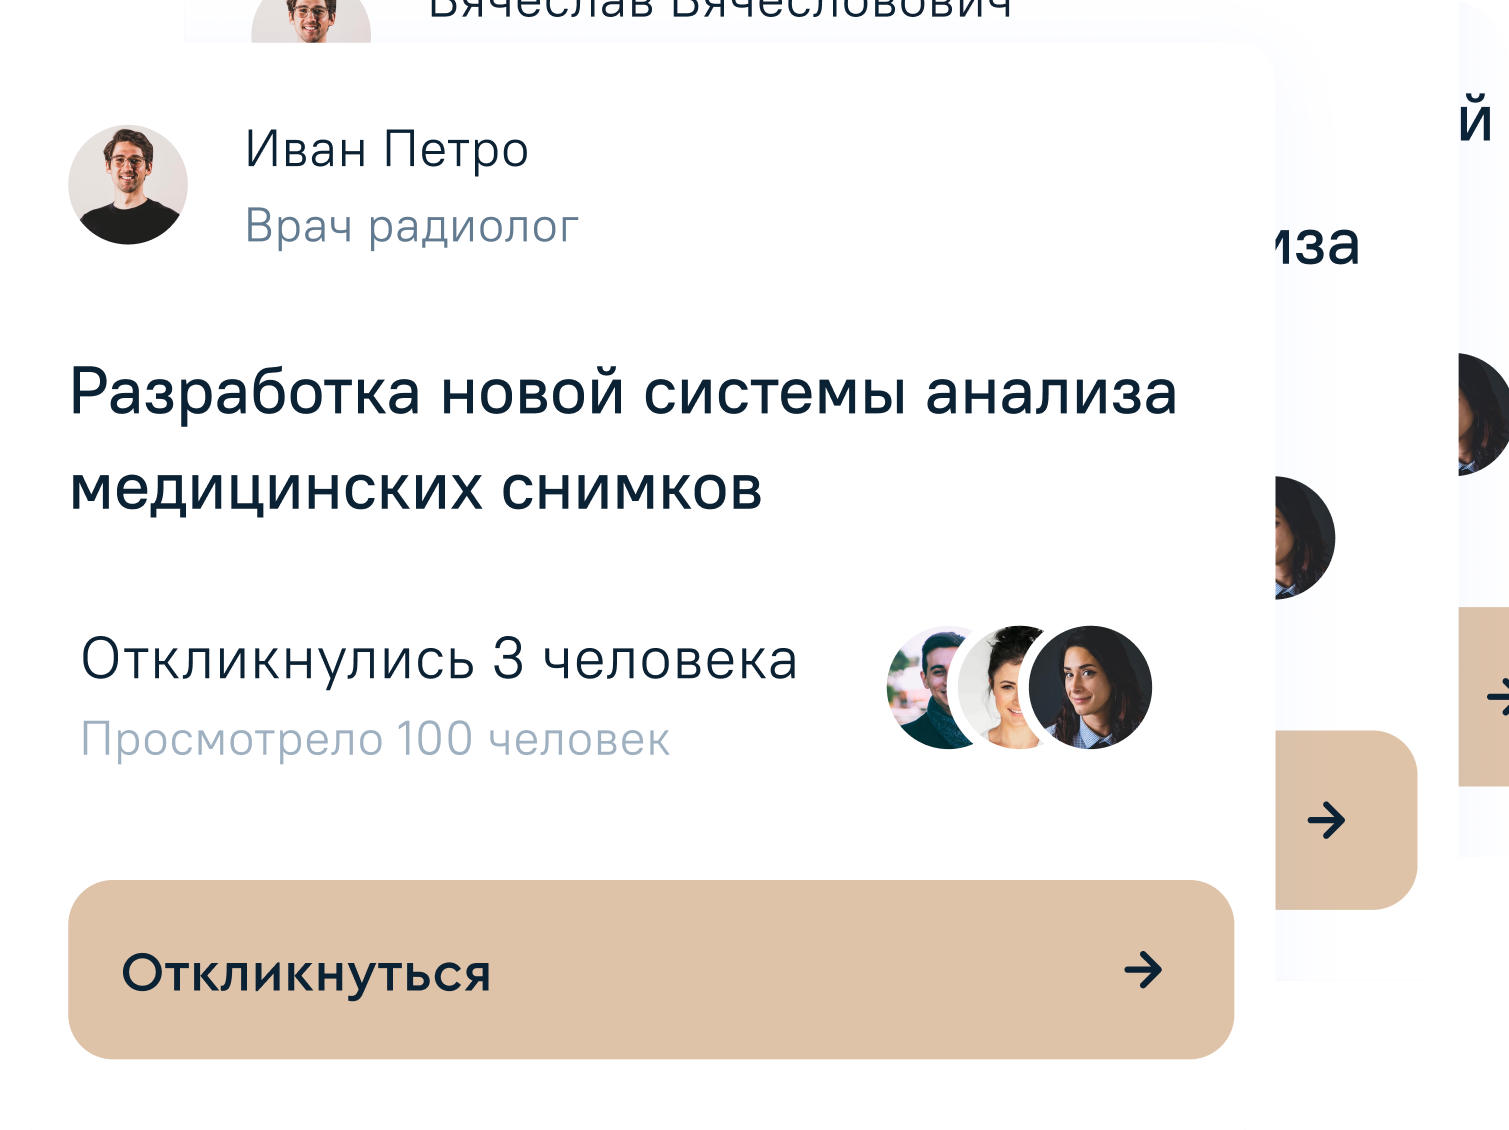 Вячеслав Вячесловович
Иван Петро
Врач радиолог
й
иза
Разработка новой системы анализа
медицинских снимков
Откликнулись 3 человека
Просмотрело 100 человек
Откликнуться